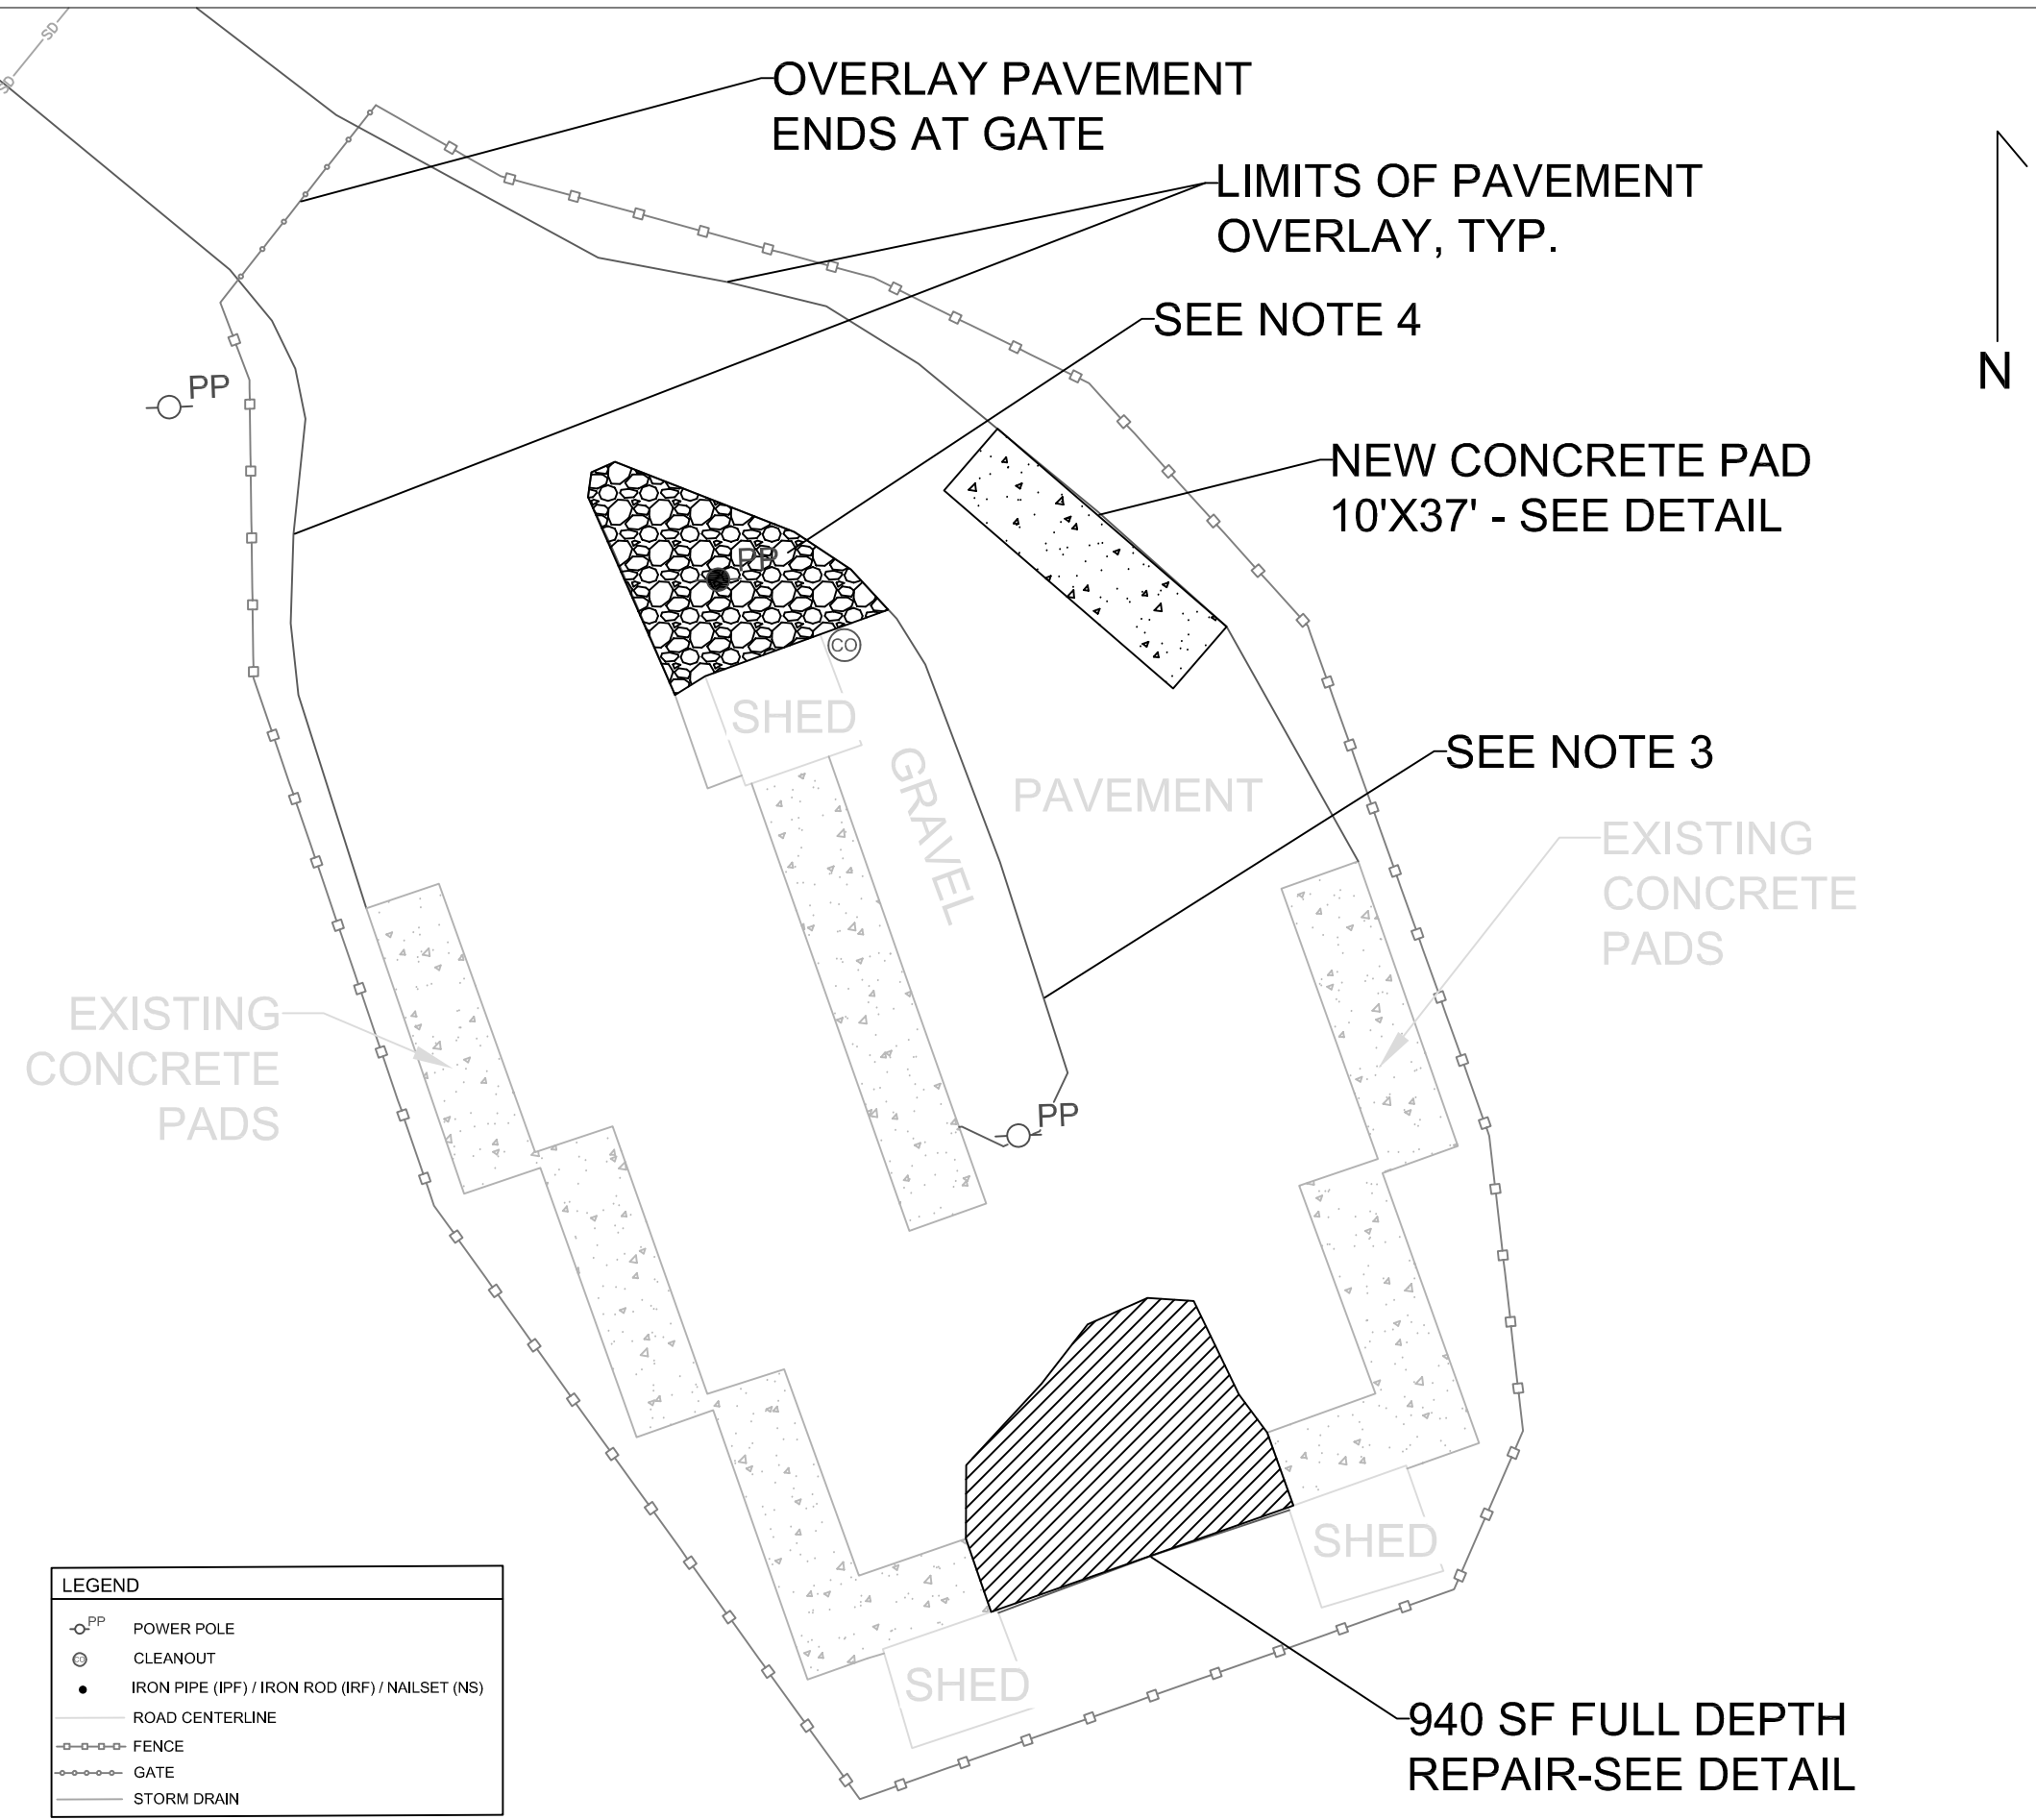 SD
SD
OVERLAY PAVEMENT
ENDS AT GATE
LIMITS OF PAVEMENT
OVERLAY, TYP.
SEE NOTE 4
N
PP
NEW CONCRETE PAD
10'X37' - SEE DETAIL
PP
CO
SHED
SEE NOTE 3
GRAVEL
PAVEMENT
EXISTING
CONCRETE
PADS
EXISTING
CONCRETE
PADS
PP
SHED
SHED
940 SF FULL DEPTH
REPAIR-SEE DETAIL
LEGEND
PP POWER POLE
CO CLEANOUT
IRON PIPE (IPF) / IRON ROD (IRF) / NAILSET (NS)
ROAD CENTERLINE
FENCE
GATE
STORM DRAIN